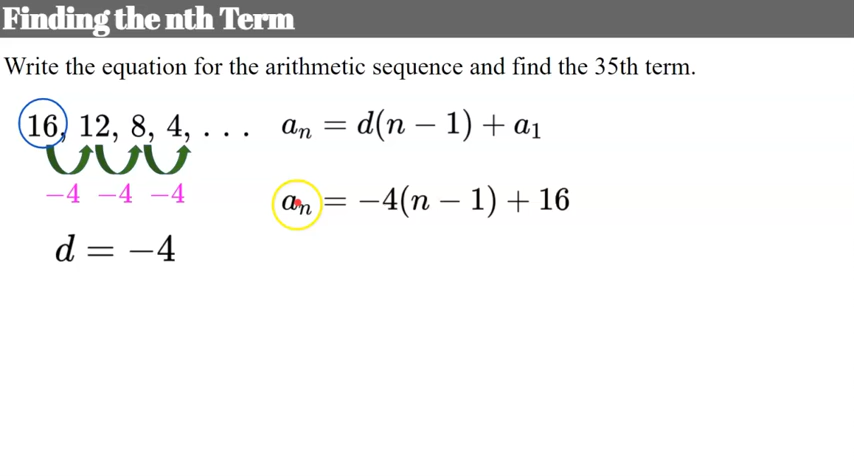 Finding the nth Term
Write the equation for the arithmetic sequence and find the 35th term.
16, 12, 8, 4, . . .
aₙ = d(n − 1) + a₁
−4 −4 −4
aₙ = −4(n − 1) + 16
d = −4